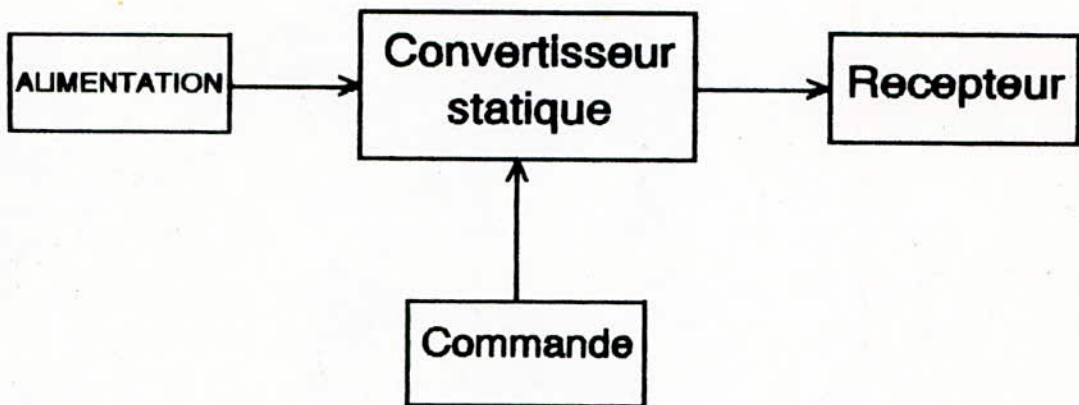 ALIMENTATION
Convertisseur
statique
Recepteur
Commande